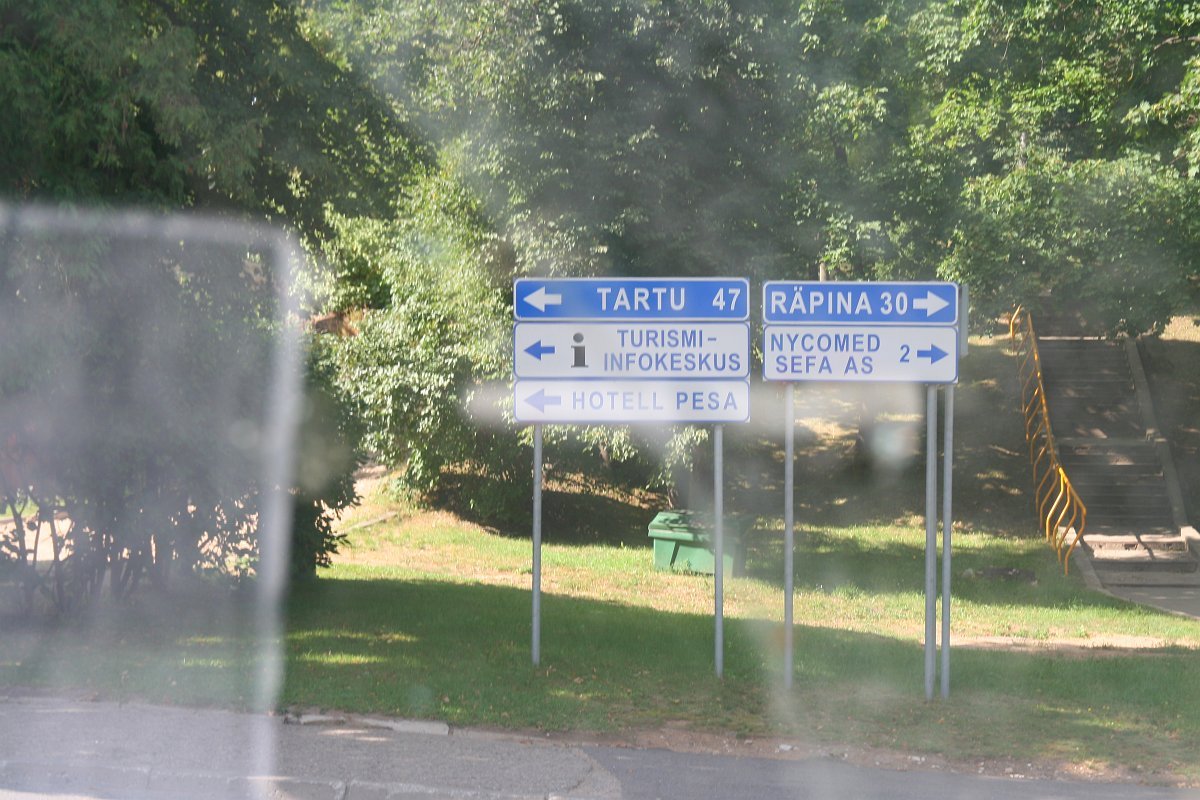 TARTU 47
TURISMI-
i INFOKESKUS
HOTELL PESA
RÄPINA 30
NYCOMED
SEFA AS 2